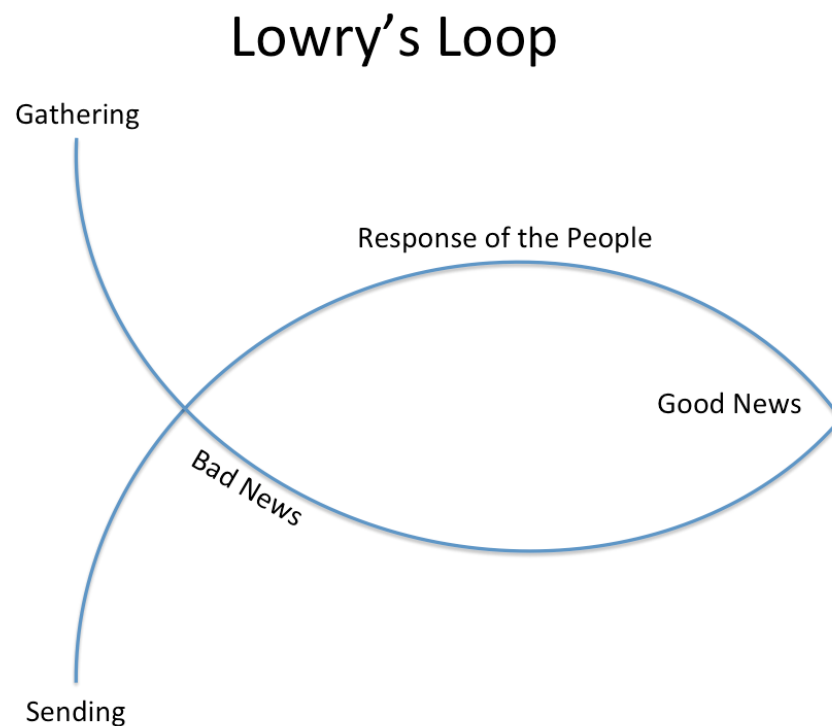 Lowry’s Loop
Gathering
Response of the People
Good News
Bad News
Sending